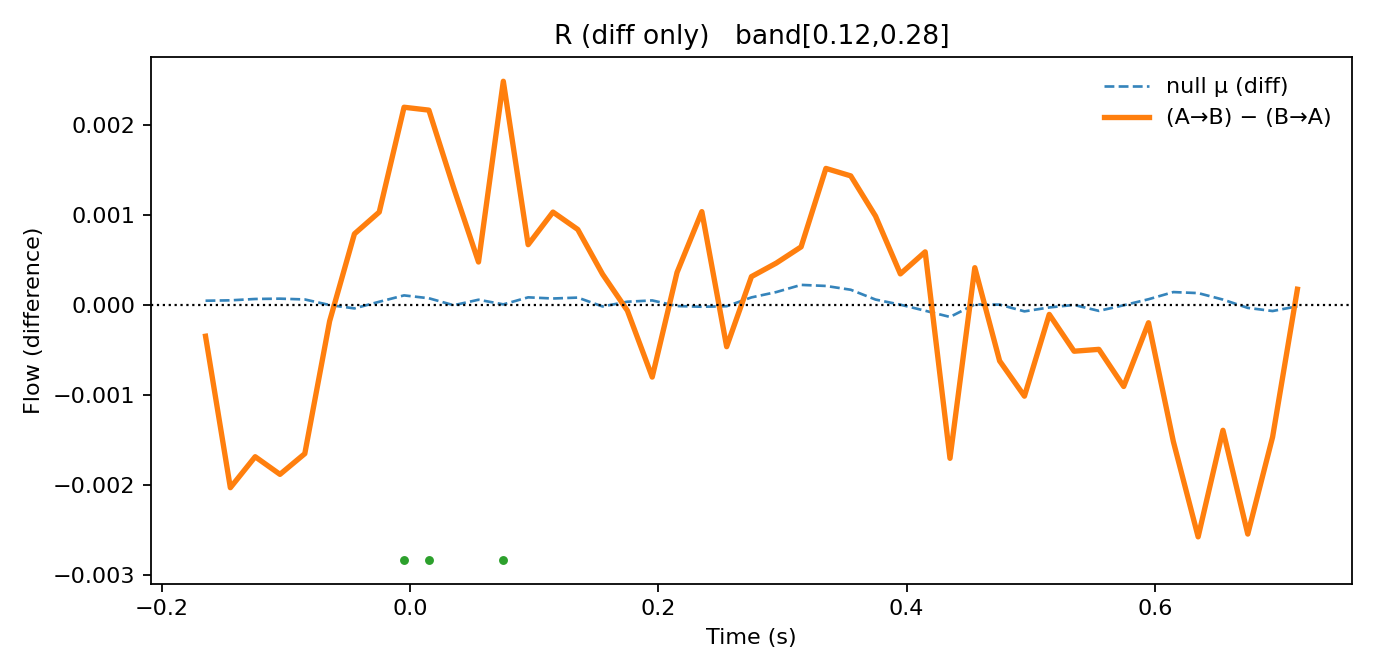 R (diff only)   band[0.12,0.28]
null μ (diff)
(A→B) − (B→A)
Flow (difference)
0.002
0.001
0.000
−0.001
−0.002
−0.003
−0.2
0.0
0.2
0.4
0.6
Time (s)